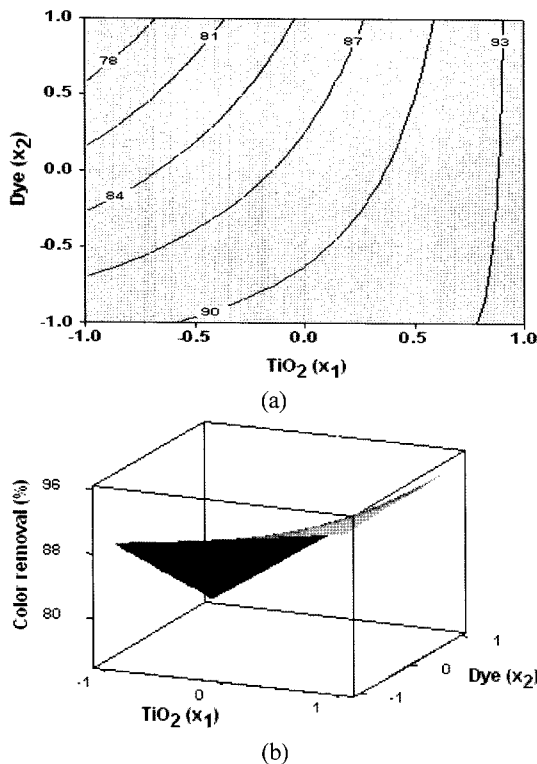 1.0
0.5
0.0
-0.5
-1.0
Dye (x2)
78
81
84
87
90
93
-1.0 -0.5 0.0 0.5 1.0
TiO2 (x1)
(a)
Color removal (%)
96
88
80
-1 0 1
TiO2 (x1)
-1 0 1
Dye (x2)
(b)